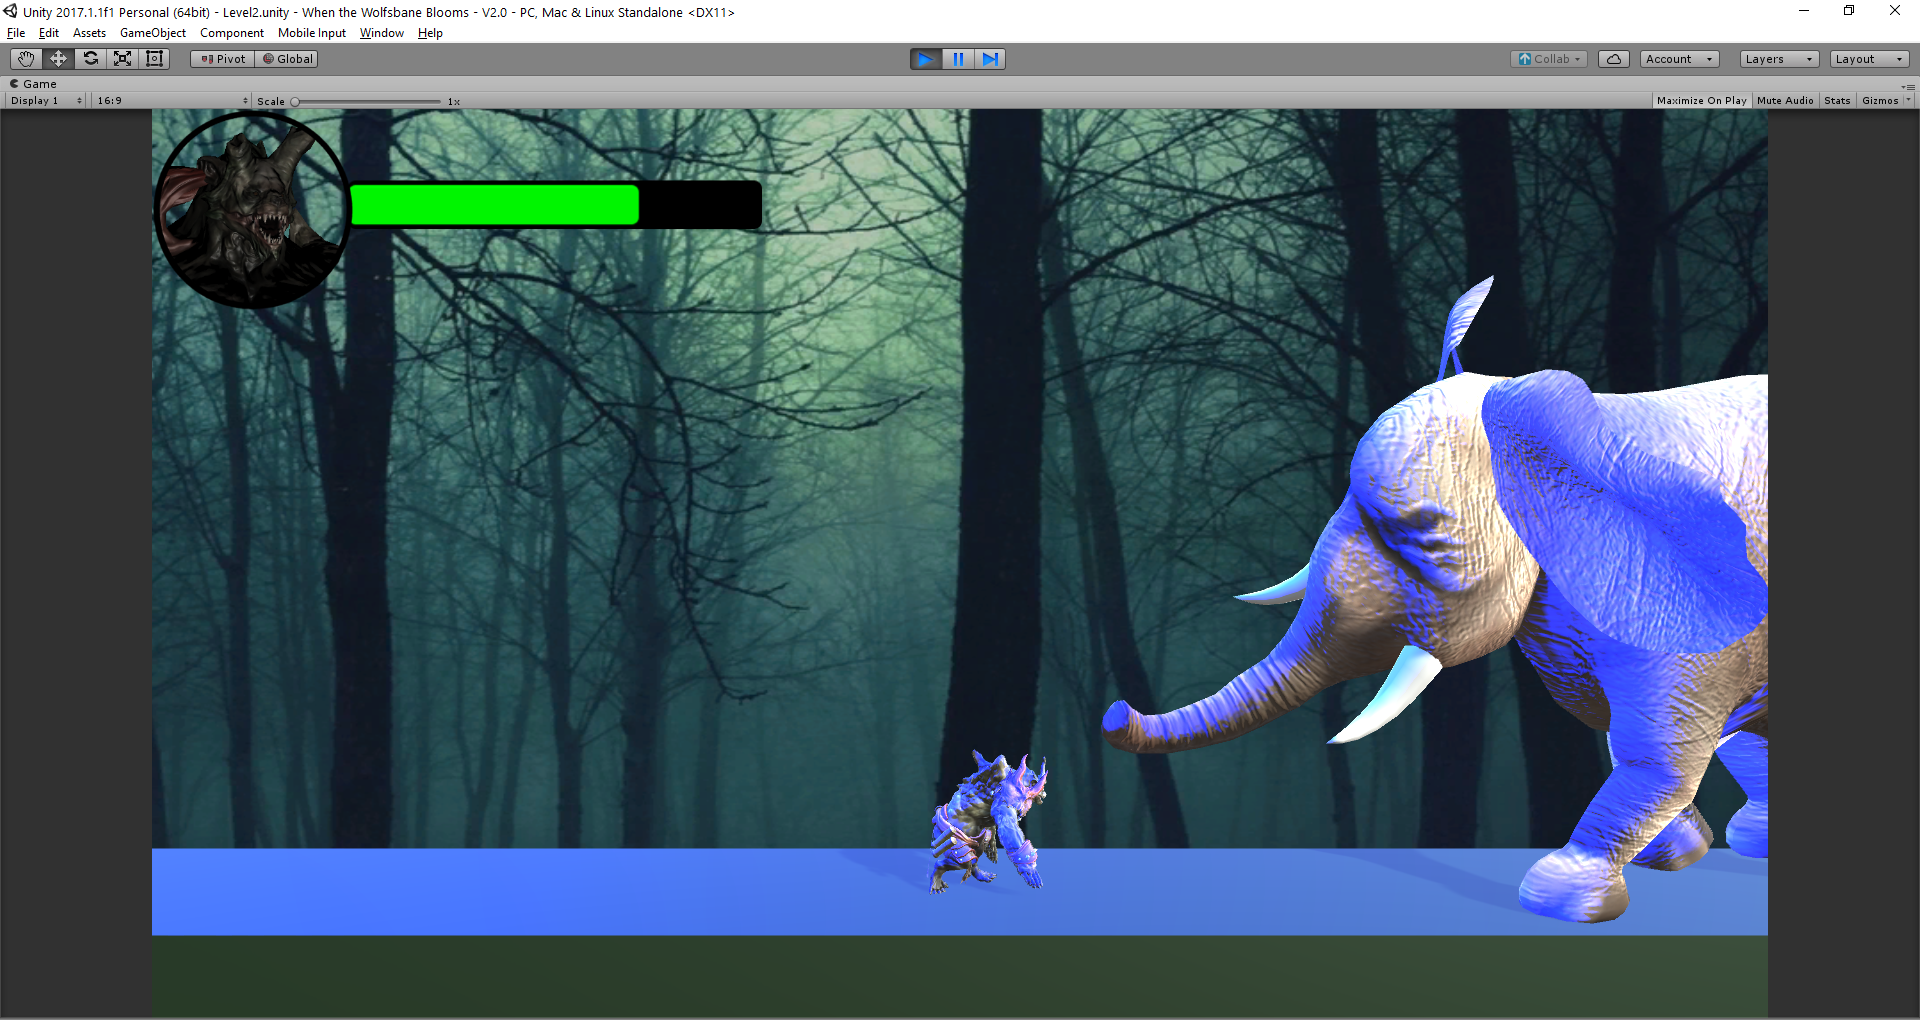 Unity 2017.1.1f1 Personal (64bit) - Level2.unity - When the Wolfsbane Blooms - V2.0 - PC, Mac & Linux Standalone <DX11>
File Edit Assets GameObject Component Mobile Input Window Help
Pivot Global Collab Account Layers Layout
Game
Display 1 16:9 Scale 1x Maximize On Play Mute Audio Stats Gizmos